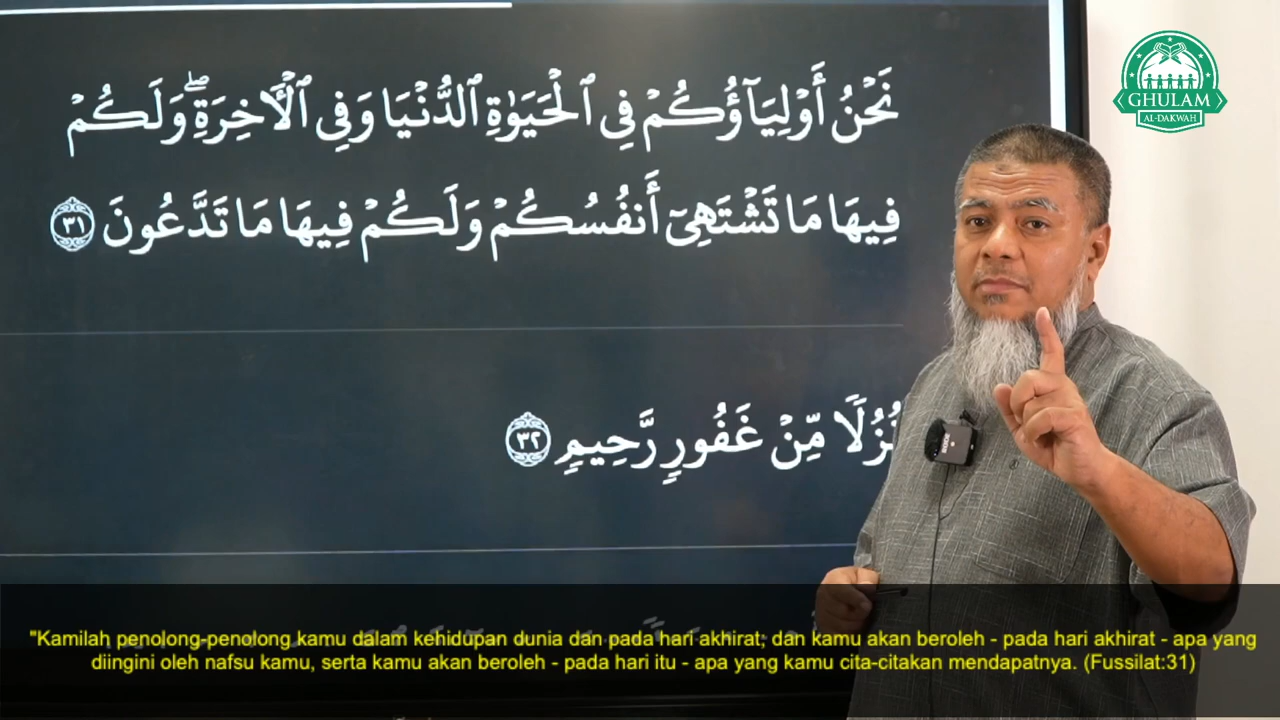 نَحْنُ أَوْلِيَآؤُكُمْ فِى ٱلْحَيَوٰةِ ٱلدُّنْيَا وَفِى ٱلْأَخِرَةِ ۖ وَلَكُمْ
فِيهَا مَا تَشْتَهِىٓ أَنفُسُكُمْ وَلَكُمْ فِيهَا مَا تَدَّعُونَ ٣١
نُزُلًا مِّنْ غَفُورٍ رَّحِيمٍ ٣٢
GHULAM
AL-DAKWAH
"Kamilah penolong-penolong kamu dalam kehidupan dunia dan pada hari akhirat; dan kamu akan beroleh - pada hari akhirat - apa yang
diingini oleh nafsu kamu, serta kamu akan beroleh - pada hari itu - apa yang kamu cita-citakan mendapatnya. (Fussilat:31)